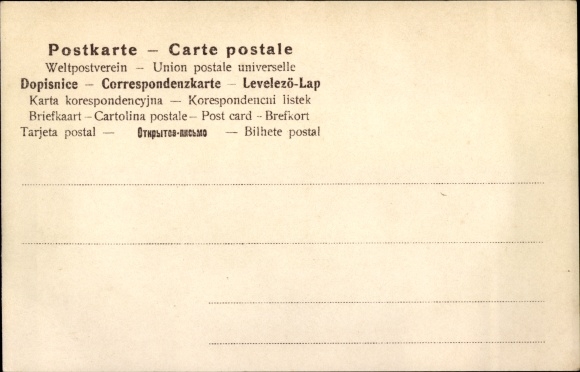 Postkarte – Carte postale
Weltpostverein – Union postale universelle
Dopisnice – Correspondenzkarte – Levelező-Lap
Karta korespondencyjna — Korespondencni listek
Briefkaart – Cartolina postale – Post card – Brefkort
Tarjeta postal — Открытое-письмо — Bilhete postal